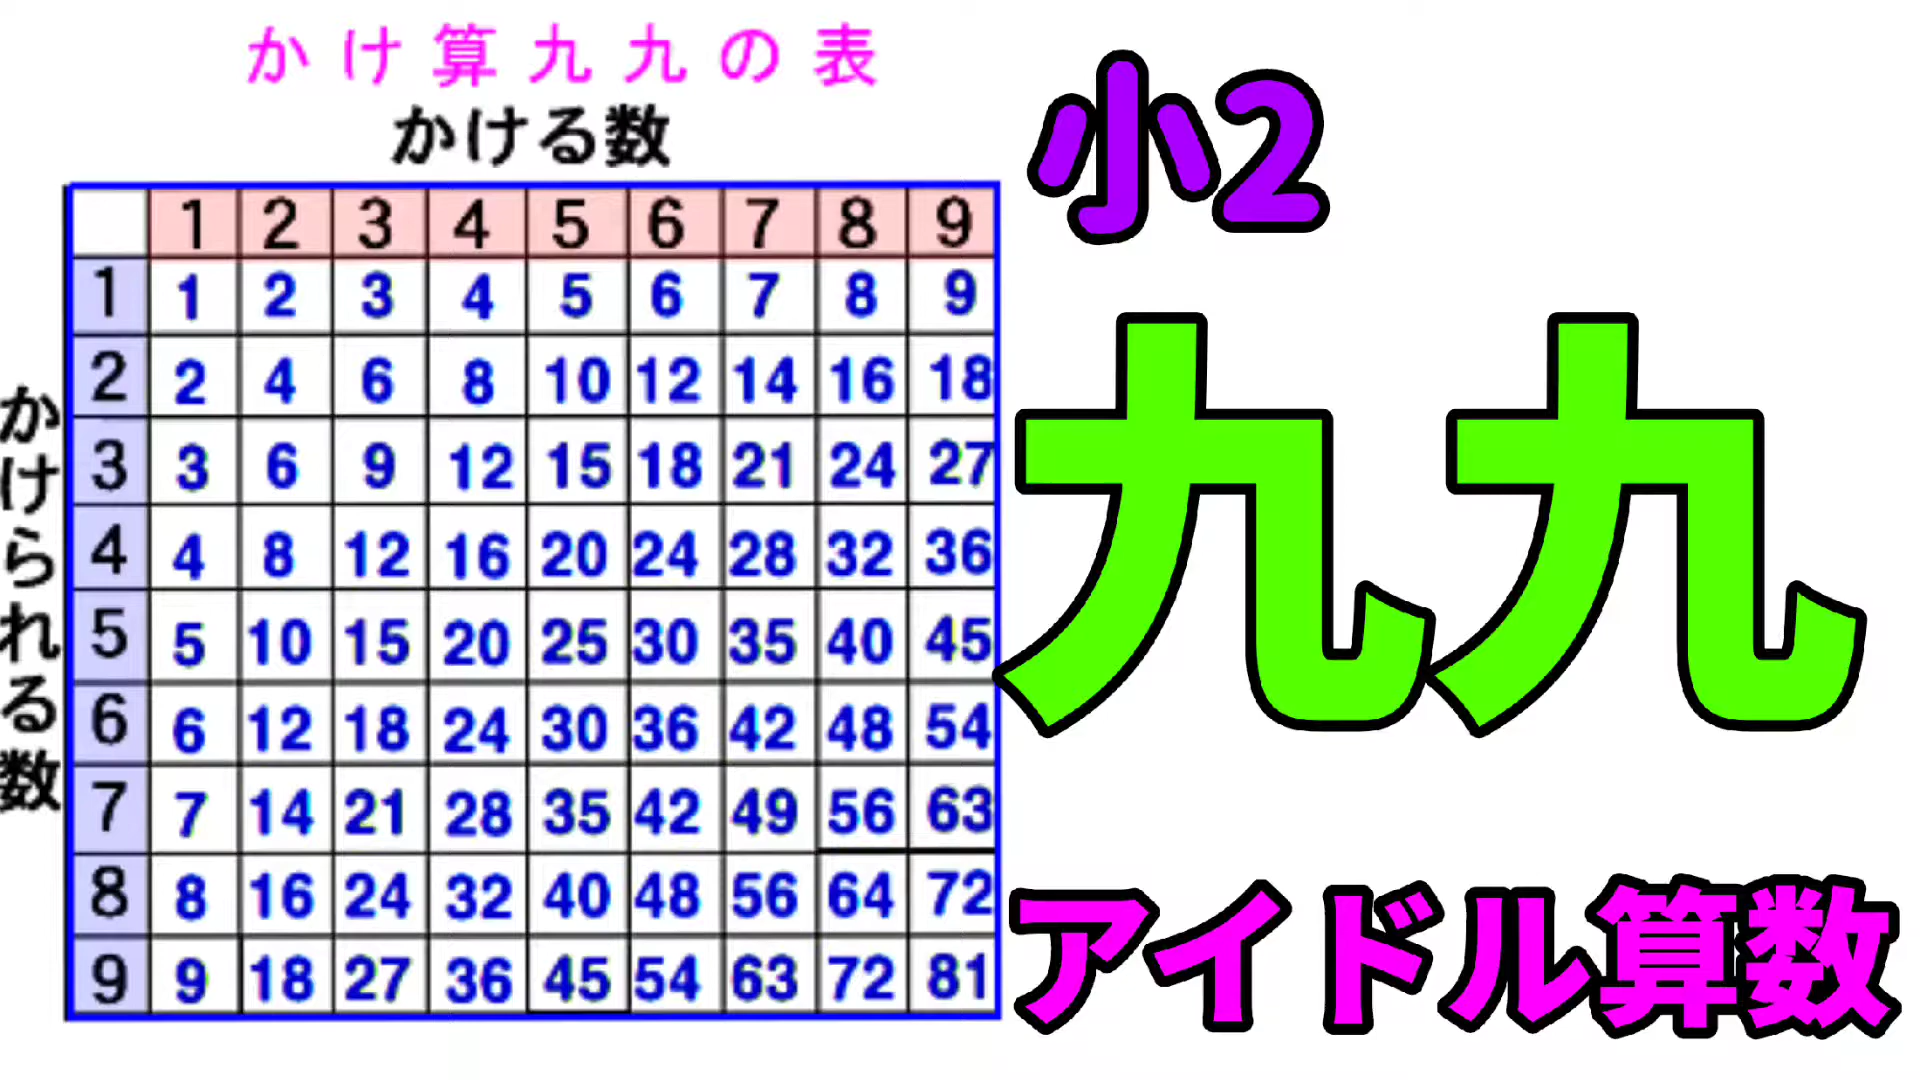 かけ算九九の表
かける数
かけられる数
1 2 3 4 5 6 7 8 9
1 1 2 3 4 5 6 7 8 9
2 2 4 6 8 10 12 14 16 18
3 3 6 9 12 15 18 21 24 27
4 4 8 12 16 20 24 28 32 36
5 5 10 15 20 25 30 35 40 45
6 6 12 18 24 30 36 42 48 54
7 7 14 21 28 35 42 49 56 63
8 8 16 24 32 40 48 56 64 72
9 9 18 27 36 45 54 63 72 81
小2
九九
アイドル算数